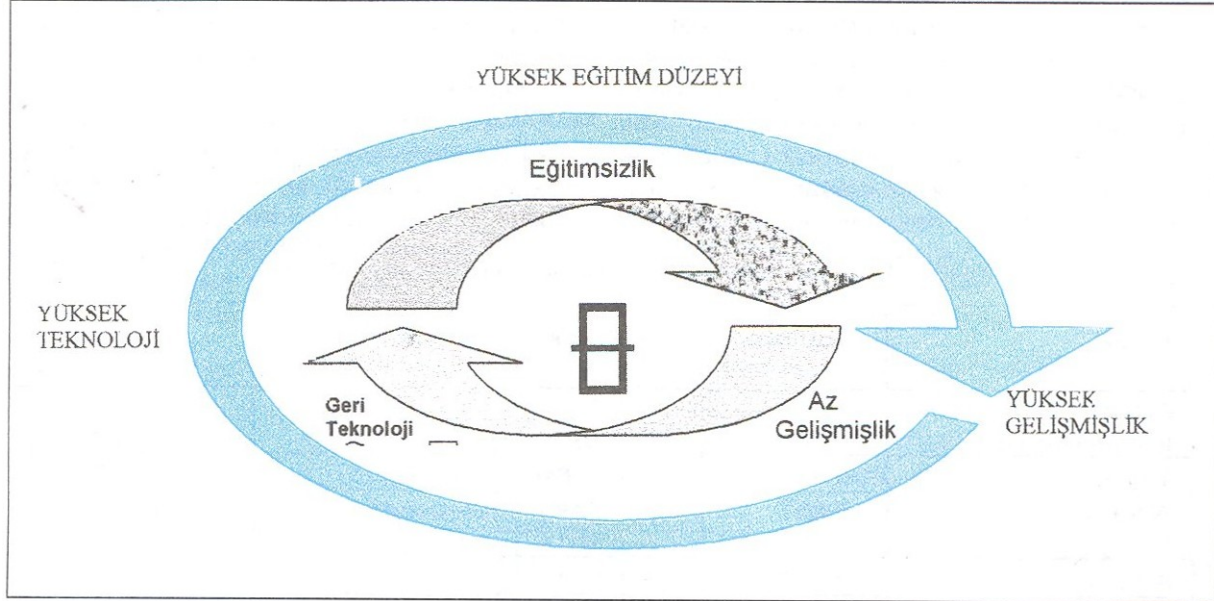 YÜKSEK EĞİTİM DÜZEYİ
Eğitimsizlik
YÜKSEK
TEKNOLOJİ
Geri
Teknoloji
Az
Gelişmişlik
YÜKSEK
GELİŞMİŞLİK